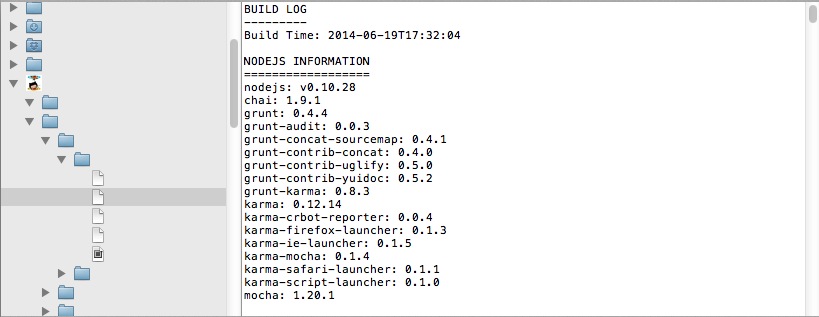 BUILD LOG
---------
Build Time: 2014-06-19T17:32:04

NODEJS INFORMATION
==================
nodejs: v0.10.28
chai: 1.9.1
grunt: 0.4.4
grunt-audit: 0.0.3
grunt-concat-sourcemap: 0.4.1
grunt-contrib-concat: 0.4.0
grunt-contrib-uglify: 0.5.0
grunt-contrib-yuidoc: 0.5.2
grunt-karma: 0.8.3
karma: 0.12.14
karma-crbot-reporter: 0.0.4
karma-firefox-launcher: 0.1.3
karma-ie-launcher: 0.1.5
karma-mocha: 0.1.4
karma-safari-launcher: 0.1.1
karma-script-launcher: 0.1.0
mocha: 1.20.1